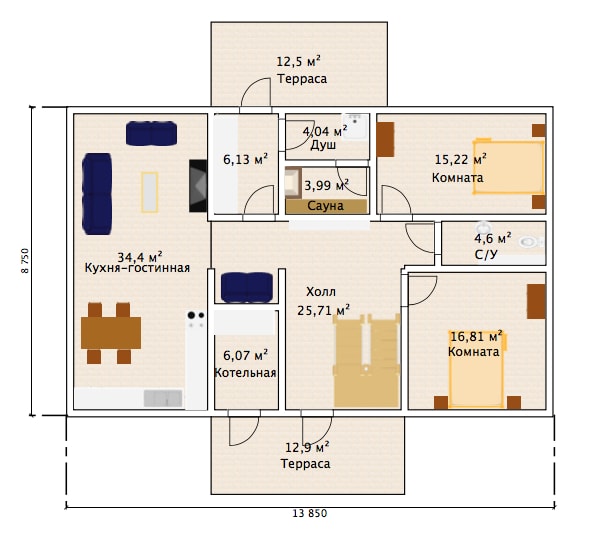 12,5 м²
Терраса
4,04 м²
Душ
6,13 м²
15,22 м²
Комната
3,99 м²
Сауна
4,6 м²
С/У
34,4 м²
Кухня-гостинная
8 750
Холл
25,71 м²
16,81 м²
Комната
6,07 м²
Котельная
12,9 м²
Терраса
13 850